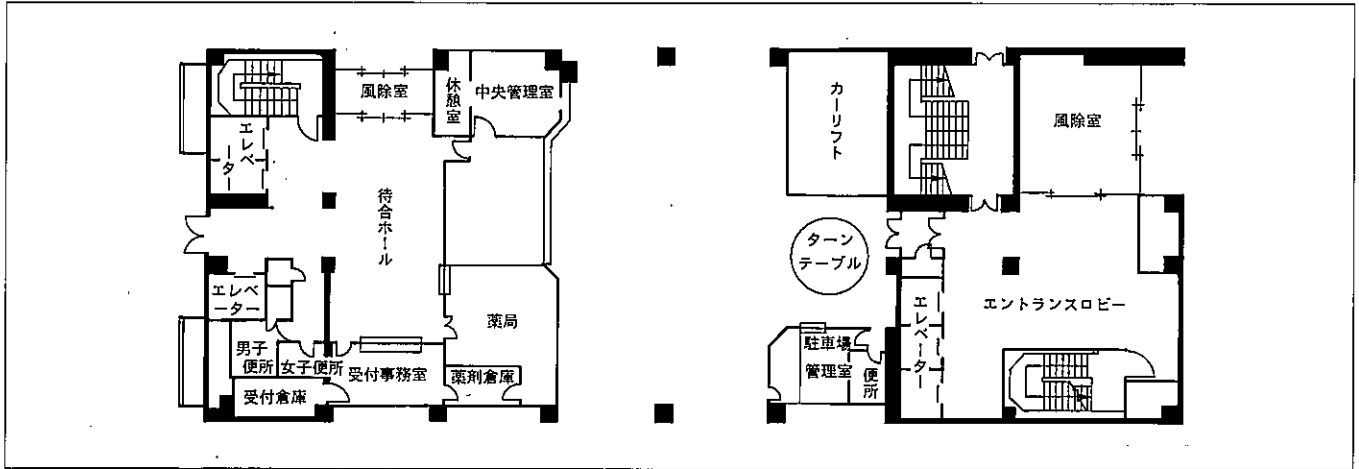 風除室
休憩室
中央管理室
エレベーター
待合ホール
エレベーター
薬局
男子
便所
女子便所
受付事務室
薬剤倉庫
受付倉庫
カーリフト
風除室
ターン
テーブル
エレベーター
エントランスロビー
駐車場
管理室
便所